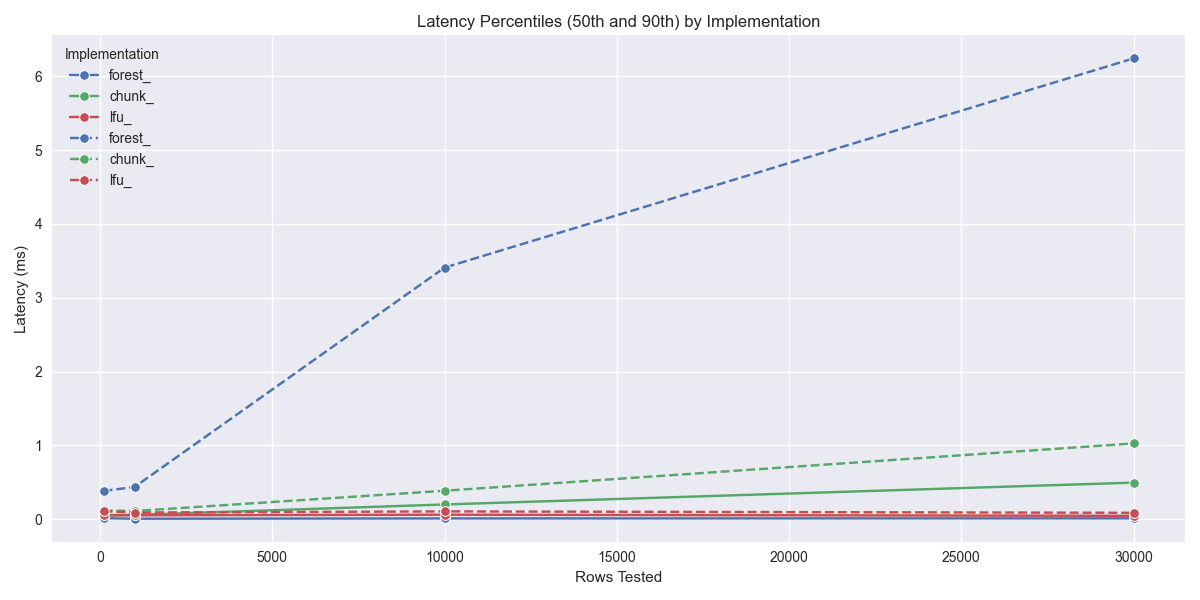 Latency Percentiles (50th and 90th) by Implementation
Implementation
forest_
chunk_
lfu_
forest_
chunk_
lfu_
Latency (ms)
6
5
4
3
2
1
0
0 5000 10000 15000 20000 25000 30000
Rows Tested